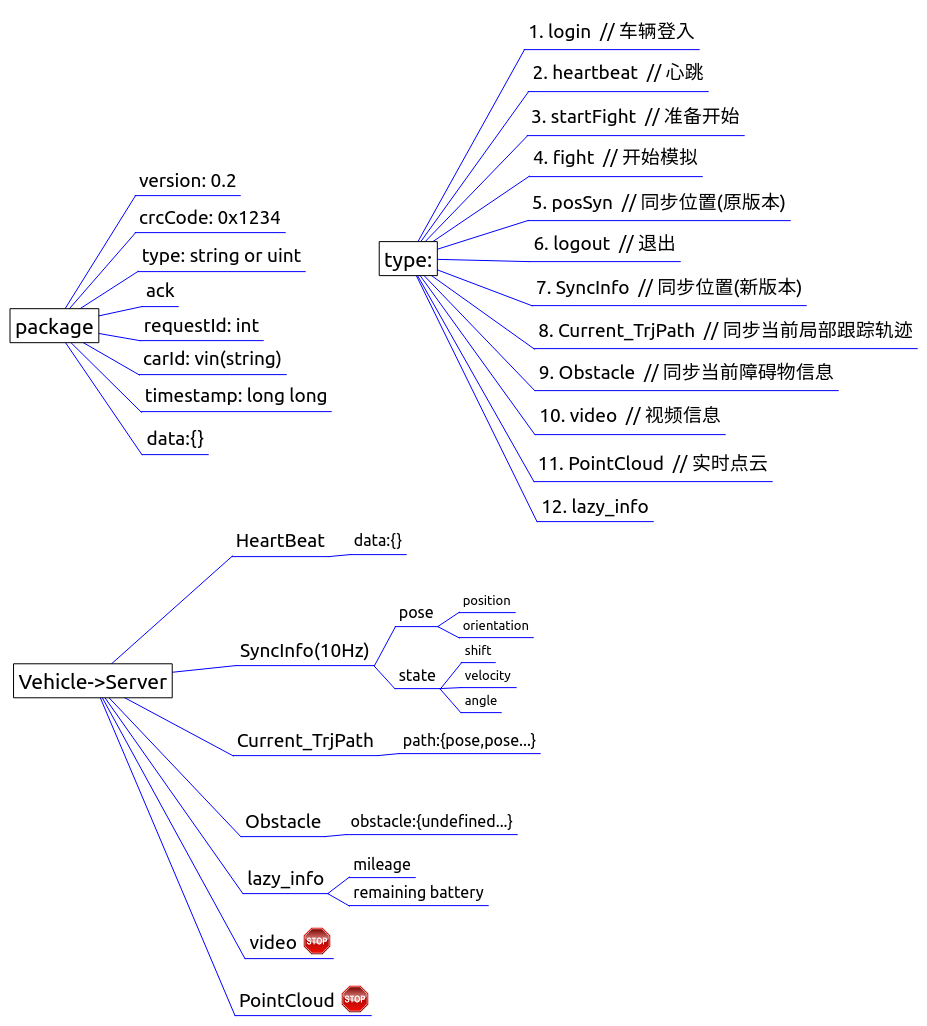 package
version: 0.2
crcCode: 0x1234
type: string or uint
ack
requestId: int
carId: vin(string)
timestamp: long long
data:{}
type:
1. login  // 车辆登入
2. heartbeat  // 心跳
3. startFight  // 准备开始
4. fight  // 开始模拟
5. posSyn  // 同步位置(原版本)
6. logout  // 退出
7. SyncInfo  // 同步位置(新版本)
8. Current_TrjPath  // 同步当前局部跟踪轨迹
9. Obstacle  // 同步当前障碍物信息
10. video  // 视频信息
11. PointCloud  // 实时点云
12. lazy_info
Vehicle->Server
HeartBeat
data:{}
SyncInfo(10Hz)
pose
position
orientation
state
shift
velocity
angle
Current_TrjPath
path:{pose,pose...}
Obstacle
obstacle:{undefined...}
lazy_info
mileage
remaining battery
video
STOP
PointCloud
STOP